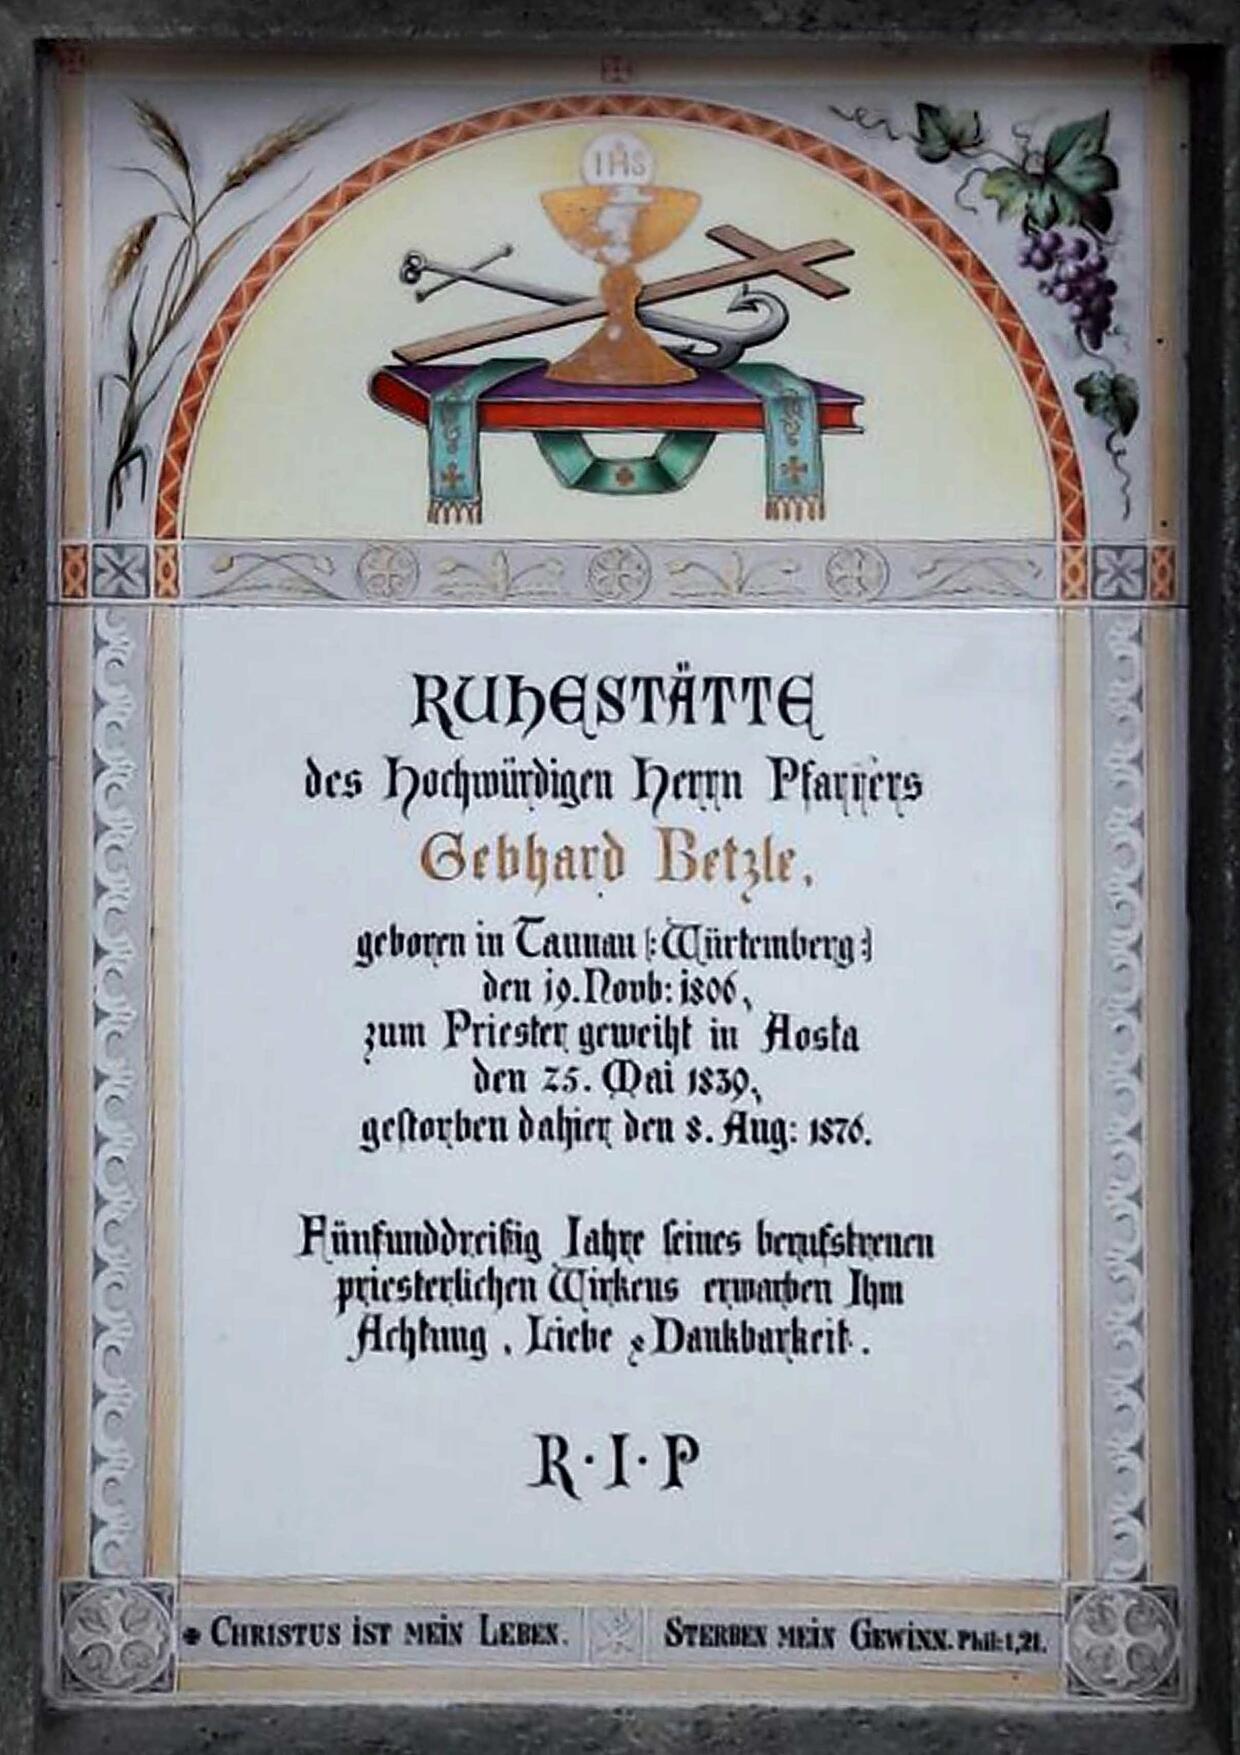 IHS
RUHESTÄTTE
des Hochwürdigen Herrn Pfarrers
Gebhard Betzle,
geboren in Tannau (:Würtemberg:)
den 19. Novb: 1806,
zum Priester geweiht in Aosta
den 25. Mai 1839,
gestorben dahier den 8. Aug: 1876.
Fünfunddreißig Jahre seines berufstreuen
priesterlichen Wirkens erwarben Ihm
Achtung, Liebe & Dankbarkeit.
R·I·P
CHRISTUS IST MEIN LEBEN. STERBEN MEIN GEWINN. Phil: 1,21.